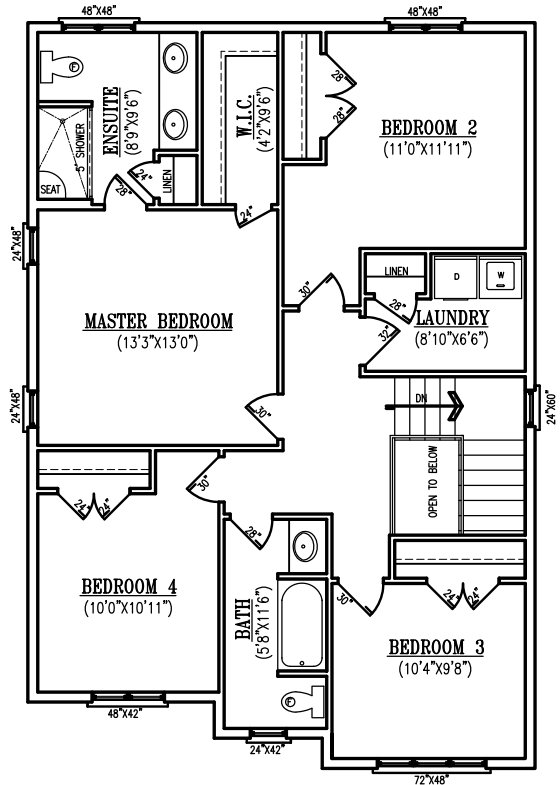 48"X48"
48"X48"
F
ENSUITE
(8'9"X9'6")
5' SHOWER
SEAT
28"
24"
LINEN
W.I.C.
(4'2"X9'6")
24"
28"
28"
BEDROOM 2
(11'0"X11'11")
24"X48"
MASTER BEDROOM
(13'3"X13'0")
30"
LINEN
D
W
28"
LAUNDRY
(8'10"X6'6")
32"
24"X48"
30"
DN
24"X60"
OPEN TO BELOW
30"
24"
24"
28"
BEDROOM 4
(10'0"X10'11")
BATH
(5'8"X11'6")
30"
24"
24"
BEDROOM 3
(10'4"X9'8")
F
48"X42"
24"X42"
72"X48"